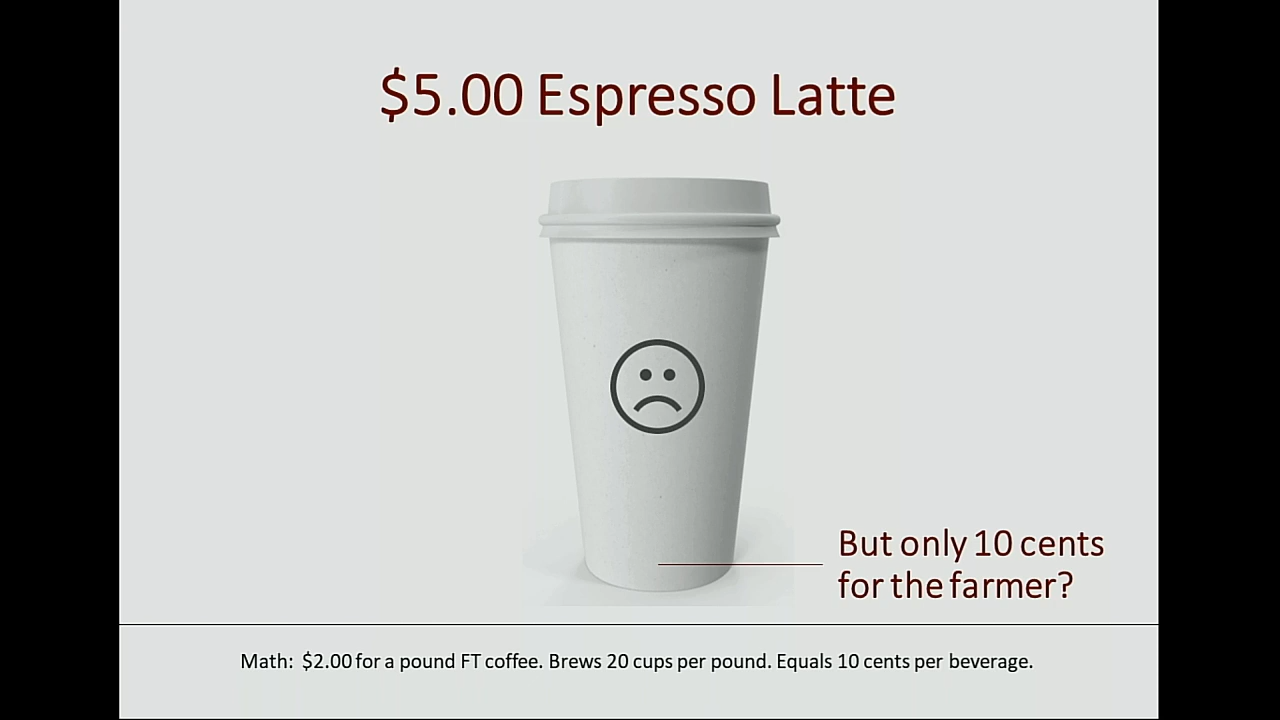 $5.00 Espresso Latte
But only 10 cents
for the farmer?
Math:  $2.00 for a pound FT coffee. Brews 20 cups per pound. Equals 10 cents per beverage.